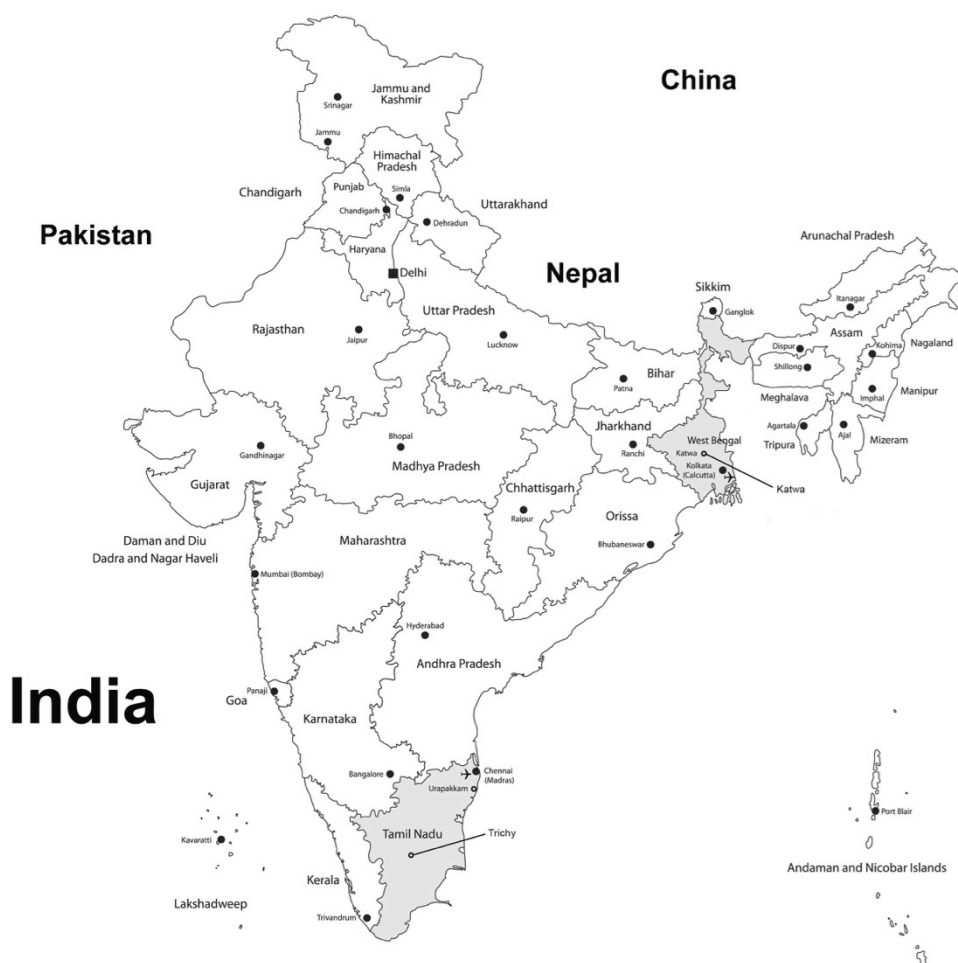 China
Jammu and
Kashmir
Srinagar
Jammu
Himachal
Pradesh
Punjab
Simla
Chandigarh
Chandigarh
Uttarakhand
Dehradun
Pakistan
Haryana
Delhi
Nepal
Arunachal Pradesh
Sikkim
Ganglok
Itanagar
Assam
Rajasthan
Jaipur
Uttar Pradesh
Lucknow
Dispur
Kohima
Nagaland
Shillong
Bihar
Patna
Imphal
Manipur
Meghalava
Jharkhand
Ranchi
West Bengal
Katwa
Kolkata
(Calcutta)
Katwa
Agartala
Tripura
Ajal
Mizeram
Gandhinagar
Gujarat
Bhopal
Madhya Pradesh
Chhattisgarh
Raipur
Orissa
Bhubaneswar
Daman and Diu
Dadra and Nagar Haveli
Maharashtra
Mumbai (Bombay)
Hyderabad
Andhra Pradesh
India
Panaji
Goa
Karnataka
Bangalore
Chennai
(Madras)
Urapakkam
Tamil Nadu
Trichy
Kavaratti
Lakshadweep
Kerala
Trivandrum
Port Blair
Andaman and Nicobar Islands